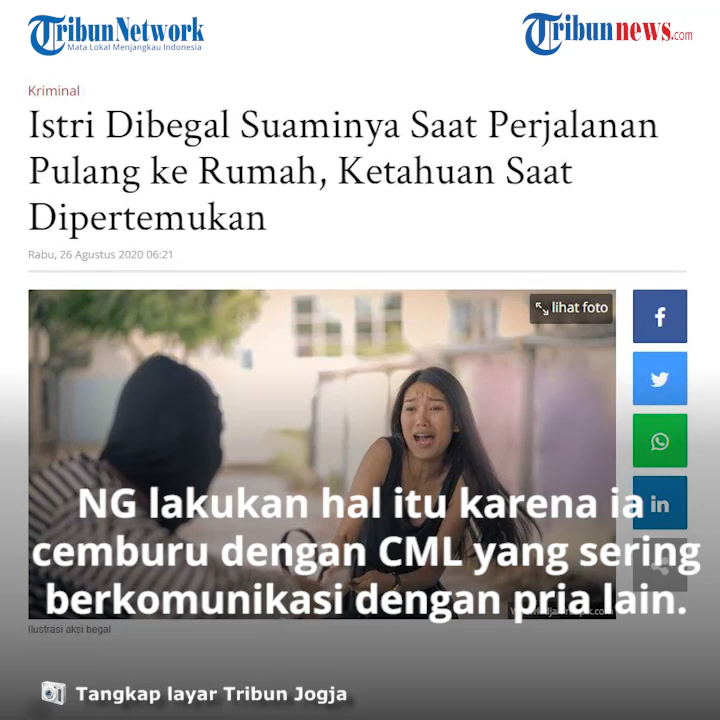 TribunNetwork
Mata Lokal Menjangkau Indonesia
Tribunnews.com
Kriminal
Istri Dibegal Suaminya Saat Perjalanan
Pulang ke Rumah, Ketahuan Saat
Dipertemukan
Rabu, 26 Agustus 2020 06:21
lihat foto
f
in
NG lakukan hal itu karena ia
cemburu dengan CML yang sering
berkomunikasi dengan pria lain.
Ilustrasi aksi begal
Tangkap layar Tribun Jogja